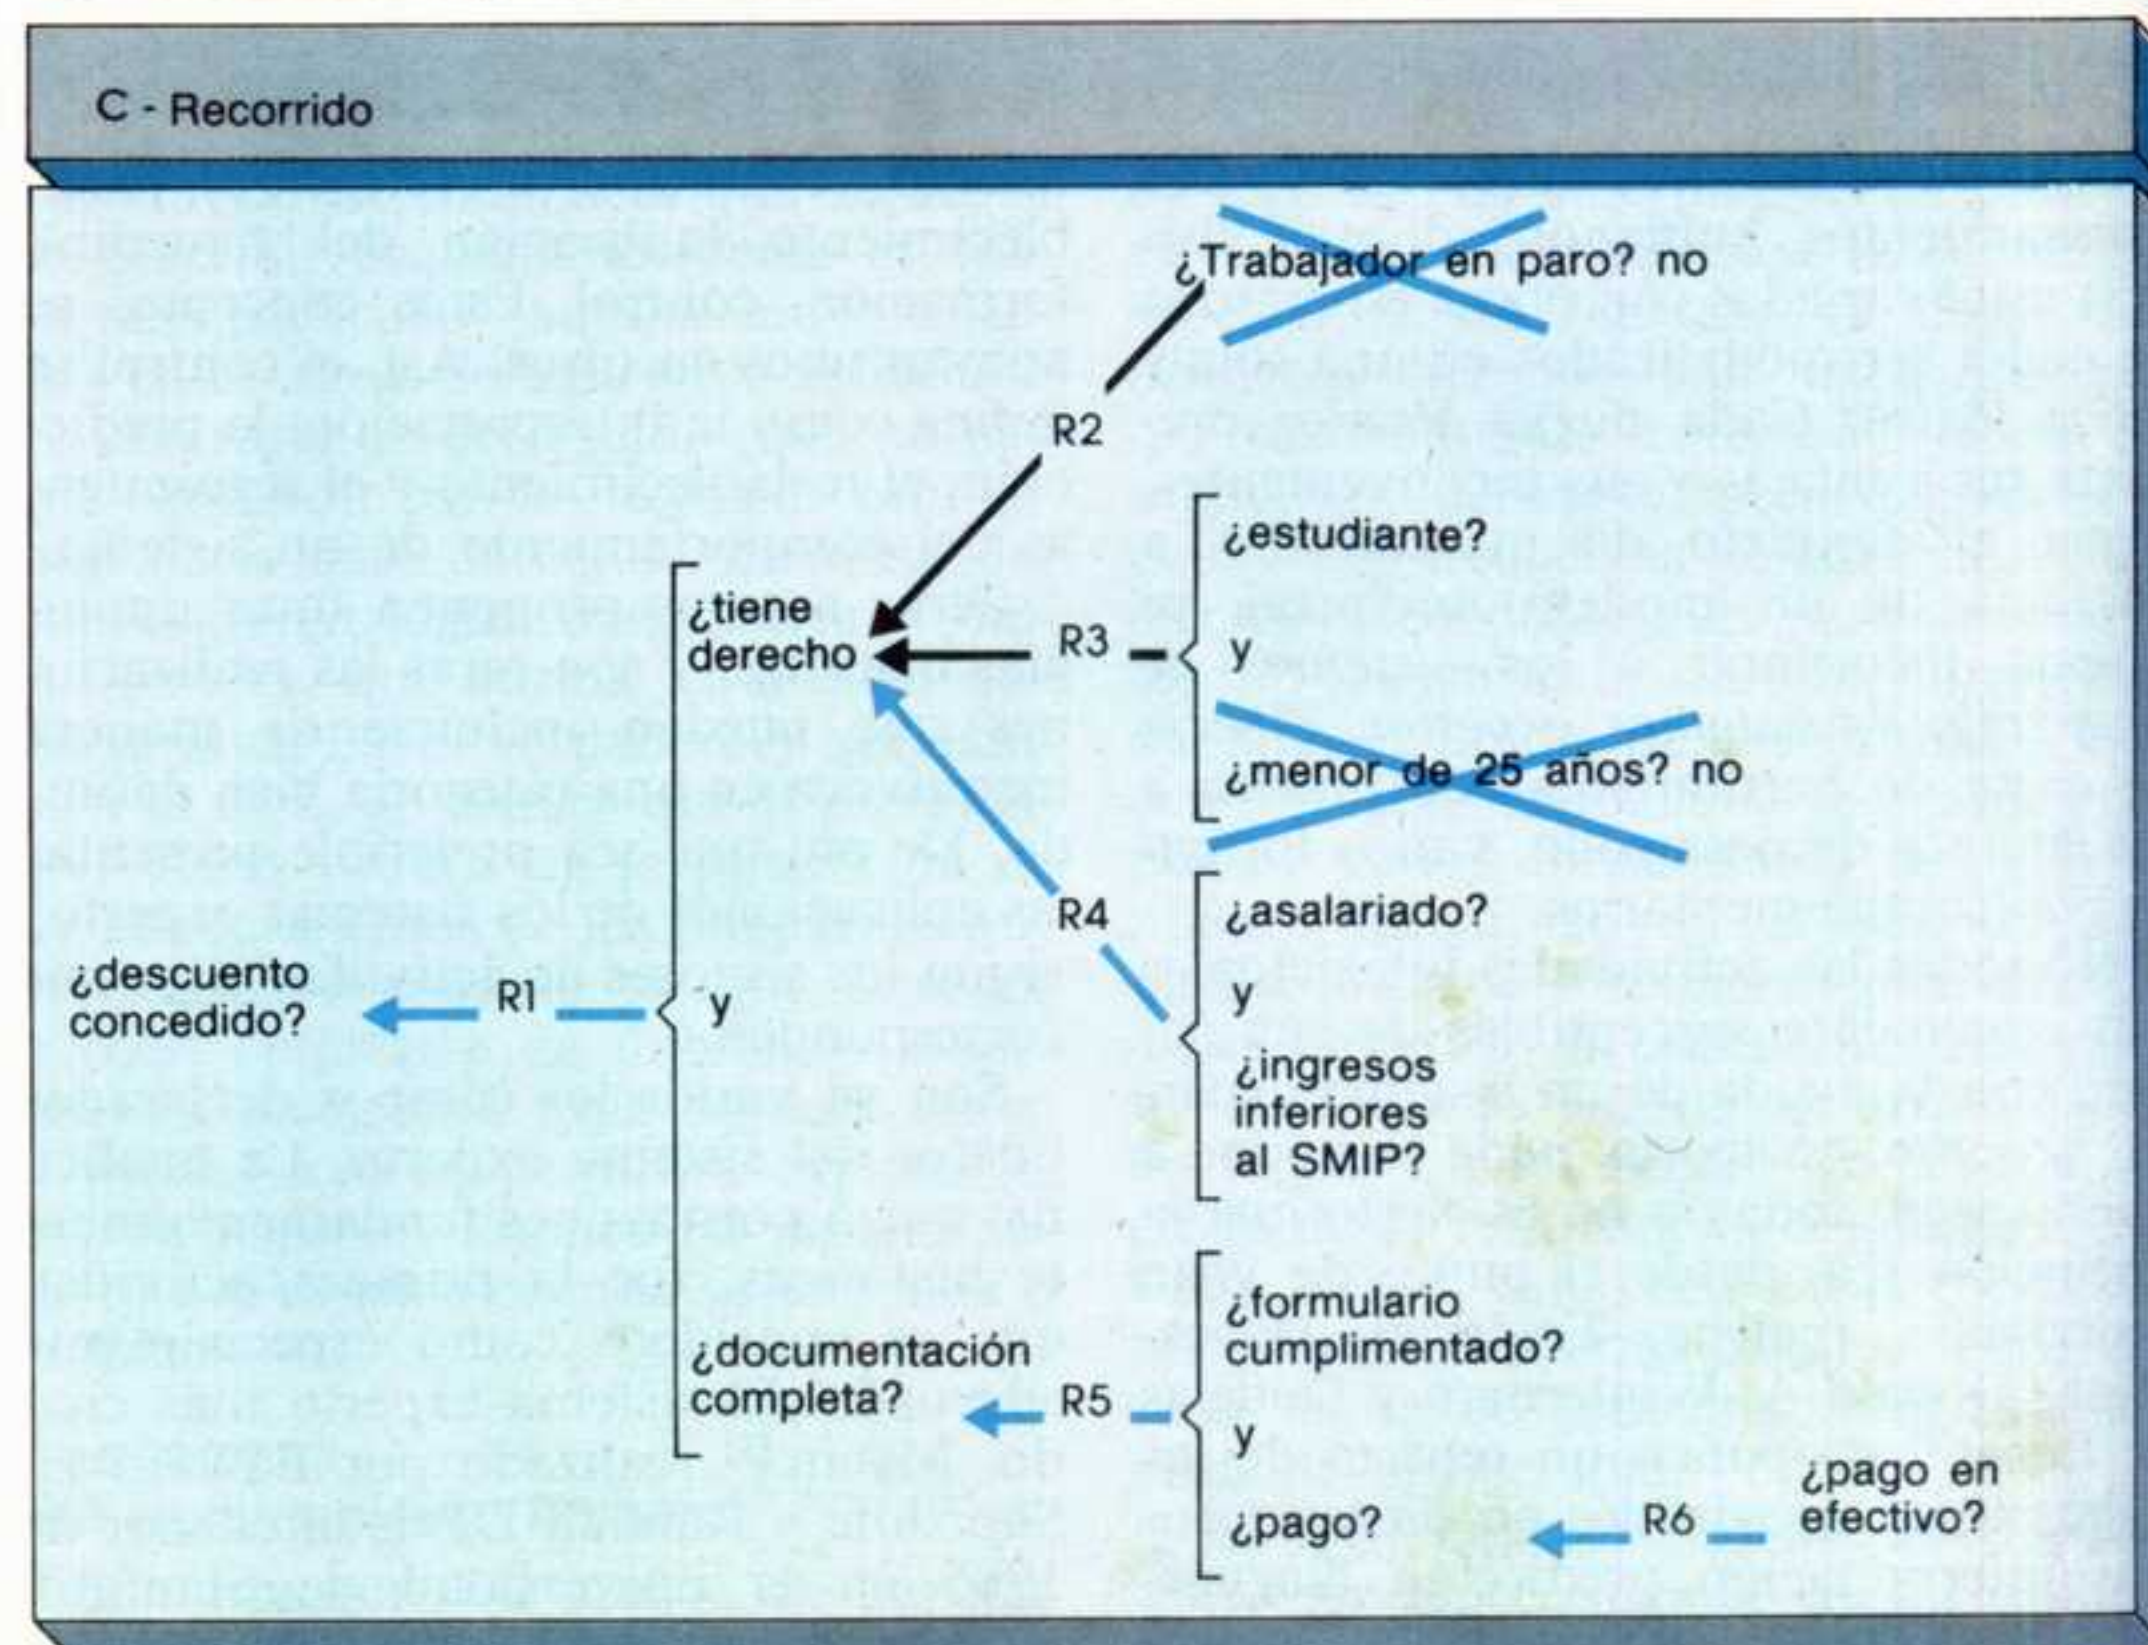 C - Recorrido
¿Trabajador en paro? no
R2
¿estudiante?
¿tiene
derecho
R3
y
¿menor de 25 años? no
R4
¿asalariado?
y
¿ingresos
inferiores
al SMIP?
¿descuento
concedido?
R1
y
¿formulario
cumplimentado?
¿documentación
completa?
R5
y
¿pago?
R6
¿pago en
efectivo?